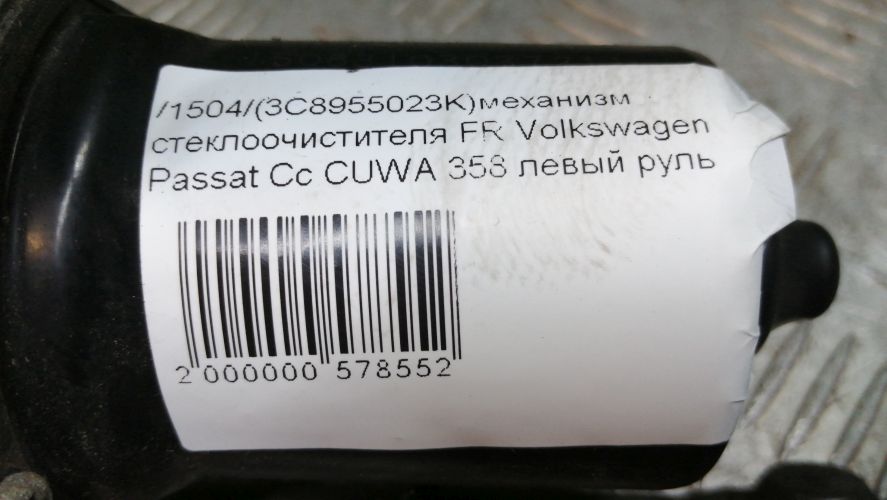 /1504/(3C8955023K)механизм
стеклоочистителя FR Volkswagen
Passat Cc CUWA 358 левый руль
2 000000 578552